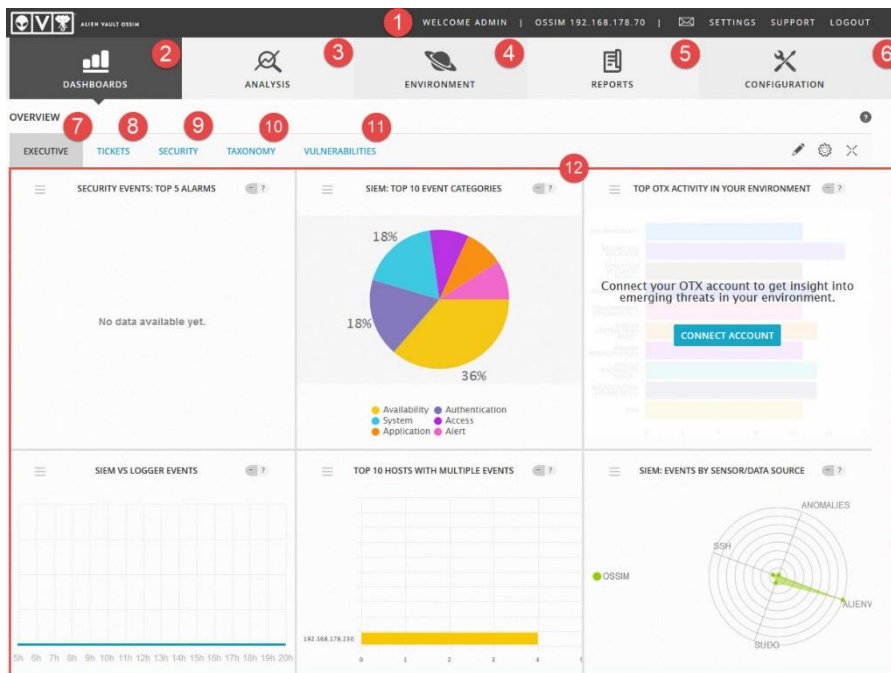 ALIEN VAULT OSSIM
1 WELCOME ADMIN | OSSIM 192.168.178.70 | SETTINGS SUPPORT LOGOUT
2 3 4 5 6
DASHBOARDS ANALYSIS ENVIRONMENT REPORTS CONFIGURATION
OVERVIEW ?
7 8 9 10 11
EXECUTIVE TICKETS SECURITY TAXONOMY VULNERABILITIES
12
SECURITY EVENTS: TOP 5 ALARMS ?
No data available yet.
SIEM: TOP 10 EVENT CATEGORIES ?
18%
18%
36%
Availability Authentication
System Access
Application Alert
TOP OTX ACTIVITY IN YOUR ENVIRONMENT ?
Connect your OTX account to get insight into
emerging threats in your environment.
CONNECT ACCOUNT
SIEM VS LOGGER EVENTS ?
5h 6h 7h 8h 9h 10h 11h 12h 13h 14h 15h 16h 17h 18h 19h 20h
TOP 10 HOSTS WITH MULTIPLE EVENTS ?
192.168.178.230
0 1 2 3 4
SIEM: EVENTS BY SENSOR/DATA SOURCE ?
ANOMALIES
SSH
OSSIM
ALIENV
SUDO